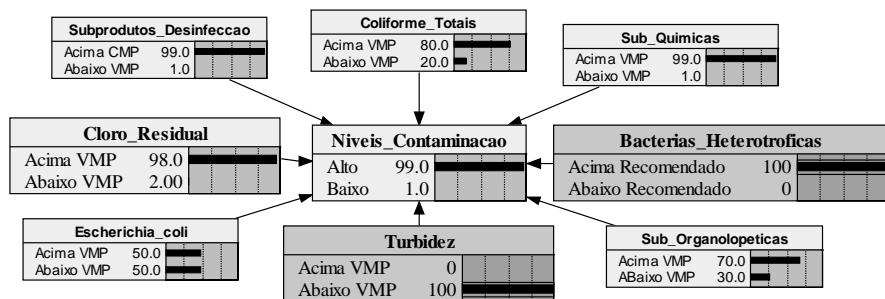 Subprodutos_Desinfeccao
Acima CMP 99.0
Abaixo VMP 1.0
Coliforme_Totais
Acima VMP 80.0
Abaixo VMP 20.0
Sub_Quimicas
Acima VMP 99.0
Abaixo VMP 1.0
Cloro_Residual
Acima VMP 98.0
Abaixo VMP 2.00
Niveis_Contaminacao
Alto 99.0
Baixo 1.0
Bacterias_Heterotroficas
Acima Recomendado 100
Abaixo Recomendado 0
Escherichia_coli
Acima VMP 50.0
Abaixo VMP 50.0
Turbidez
Acima VMP 0
Abaixo VMP 100
Sub_Organolopeticas
Acima VMP 70.0
ABaixo VMP 30.0